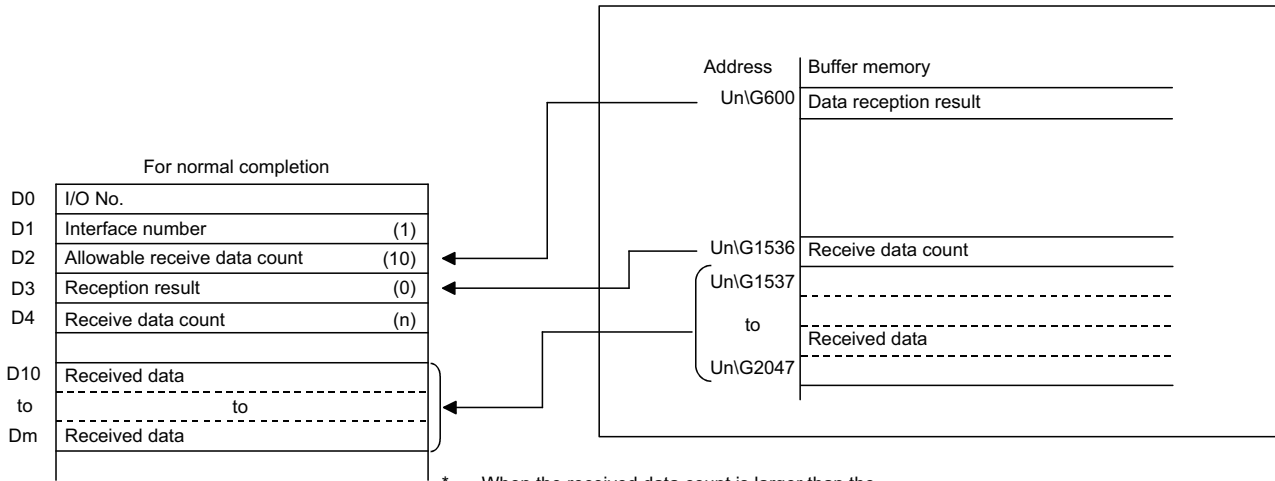 Address Buffer memory
Un\G600 Data reception result
For normal completion
D0 I/O No.
D1 Interface number (1)
D2 Allowable receive data count (10)
D3 Reception result (0)
D4 Receive data count (n)
D10 Received data
to to
Dm Received data
Un\G1536 Receive data count
Un\G1537
to
Received data
Un\G2047
* When the received data count is larger than the